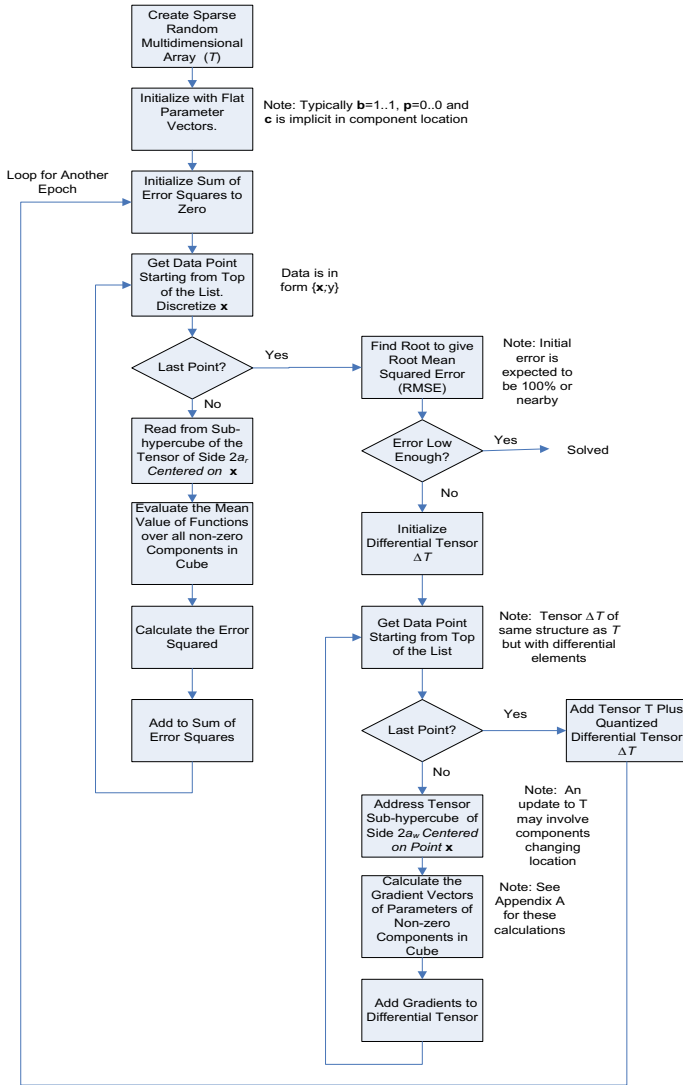 Create Sparse
Random
Multidimensional
Array (T)
Initialize with Flat
Parameter
Vectors.
Note: Typically b=1..1, p=0..0 and
c is implicit in component location
Loop for Another
Epoch
Initialize Sum of
Error Squares to
Zero
Get Data Point
Starting from Top
of the List.
Discretize x
Data is in
form {x;y}
Last Point?
Yes
No
Find Root to give
Root Mean
Squared Error
(RMSE)
Note: Initial
error is
expected to
be 100% or
nearby
Read from Sub-
hypercube of the
Tensor of Side 2ar
Centered on x
Error Low
Enough?
Yes
Solved
No
Evaluate the Mean
Value of Functions
over all non-zero
Components in
Cube
Initialize
Differential Tensor
ΔT
Calculate the Error
Squared
Get Data Point
Starting from Top
of the List
Note: Tensor ΔT of
same structure as T
but with differential
elements
Add to Sum of
Error Squares
Last Point?
Yes
No
Add Tensor T Plus
Quantized
Differential Tensor
ΔT
Address Tensor
Sub-hypercube of
Side 2aw Centered
on Point x
Note: An
update to T
may involve
components
changing
location
Calculate the
Gradient Vectors
of Parameters of
Non-zero
Components in
Cube
Note: See
Appendix A
for these
calculations
Add Gradients to
Differential Tensor